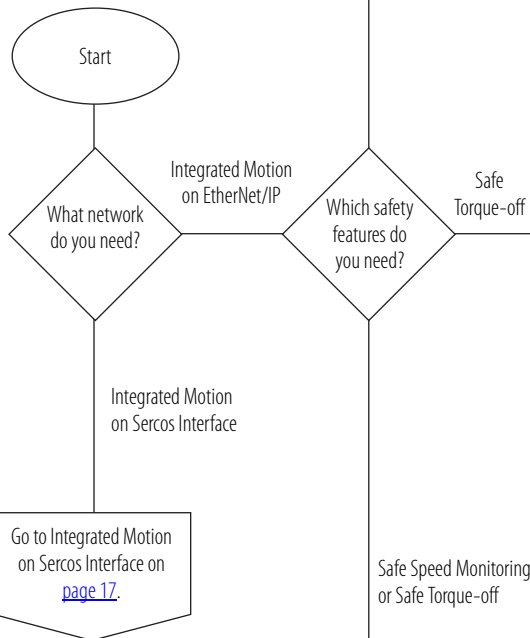 Start
What network
do you need?
Integrated Motion
on EtherNet/IP
Which safety
features do
you need?
Safe
Torque-off
Integrated Motion
on Sercos Interface
Go to Integrated Motion
on Sercos Interface on
page 17.
Safe Speed Monitoring
or Safe Torque-off